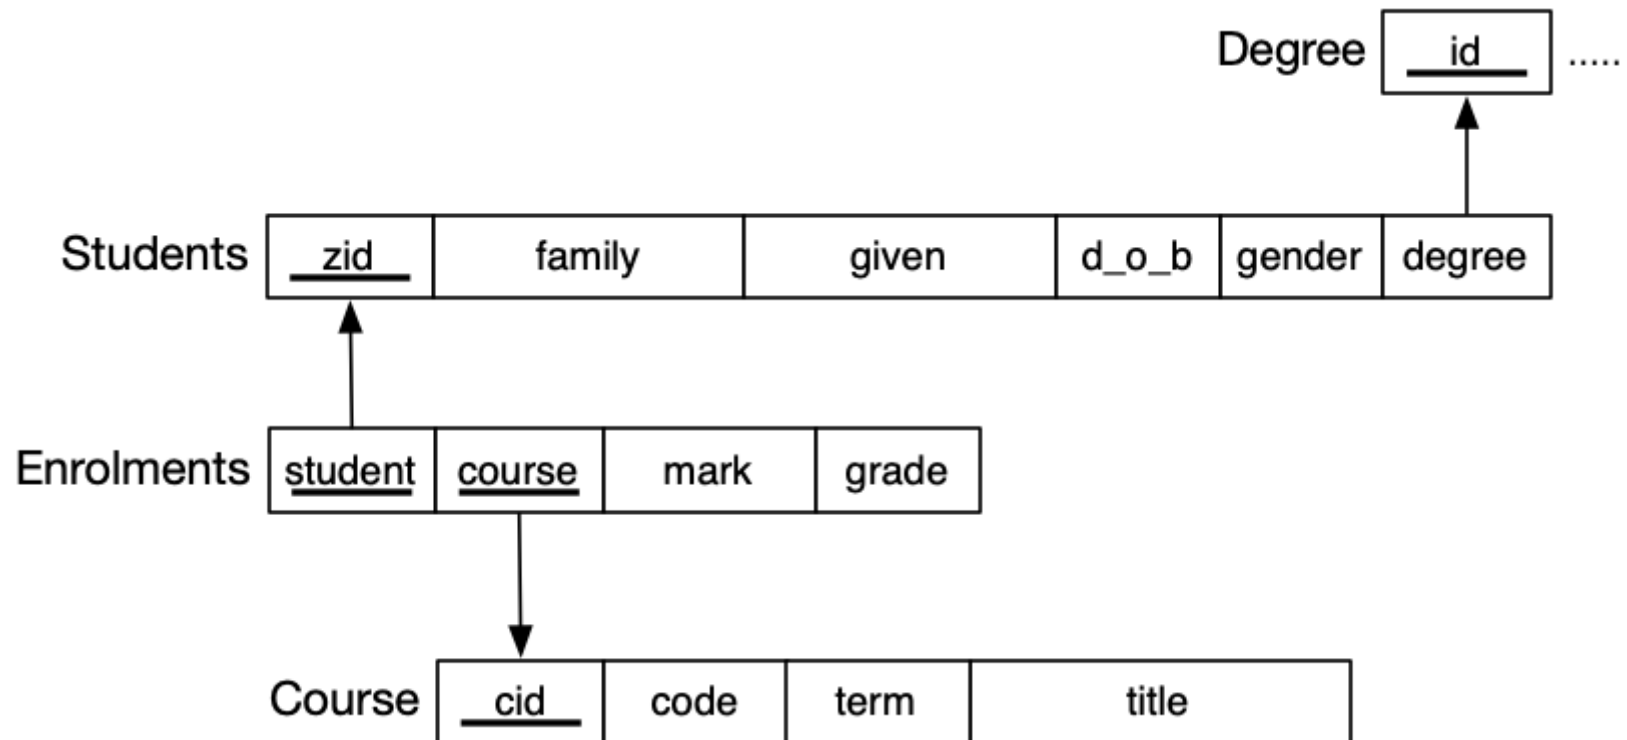 Degree id .....
Students zid family given d_o_b gender degree
Enrolments student course mark grade
Course cid code term title